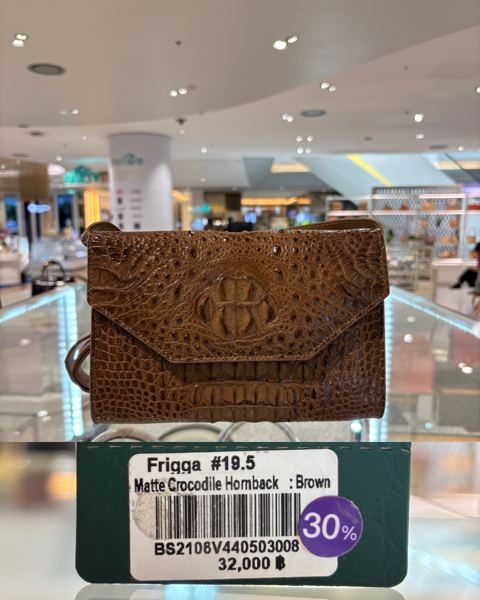 Frigga #19.5
Matte Crocodile Hornback : Brown
30%
BS2106V440503008
32,000 ฿